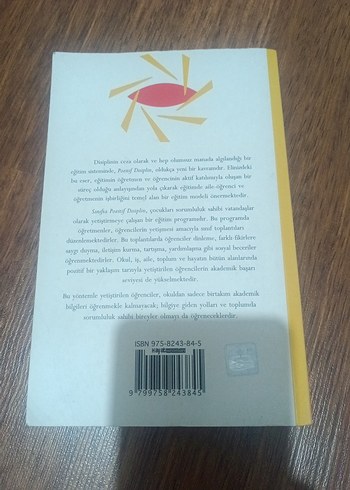 Disiplinin ceza olarak ve hep olumsuz manada algılandığı bir
eğitim sisteminde, Pozitif Disiplin, oldukça yeni bir kavramdır. Elinizdeki
bu eser, eğitimin öğretmen ve öğrencinin aktif katılımıyla oluşan bir
süreç olduğu anlayışından yola çıkarak eğitimde aile-öğrenci ve
öğretmenin işbirliğini temel alan bir eğitim modeli önermektedir.
Sınıfta Pozitif Disiplin, çocukları sorumluluk sahibi vatandaşlar
olarak yetiştirmeye çalışan bir eğitim programıdır. Bu programda
öğretmenler, öğrencilerin yetişmesi amacıyla sınıf toplantıları
düzenlemektedirler. Bu toplantılarda öğrenciler dinleme, farklı fikirlere
saygı duyma, iletişim kurma, tartışma, yardımlaşma gibi sosyal beceriler
öğrenmektedirler. Okul, iş, aile, toplum ve hayatın bütün alanlarında
pozitif bir yaklaşım tarzıyla yetiştirilen öğrencilerin akademik başarı
seviyesi de yükselmektedir.
Bu yöntemle yetiştirilen öğrenciler, okuldan sadece birtakım akademik
bilgileri öğrenmekle kalmayacak; bilgiye giden yolları ve toplumda
sorumluluk sahibi bireyler olmayı da öğreneceklerdir.
ISBN 975-8243-84-5
9 799758 243845